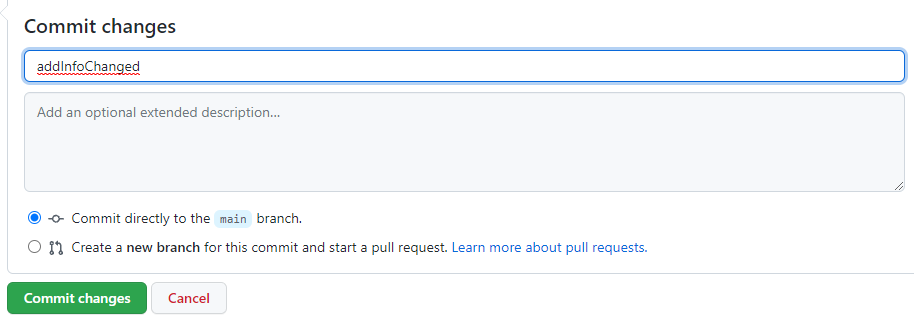 Commit changes
addInfoChanged
Add an optional extended description...
Commit directly to the main branch.
Create a new branch for this commit and start a pull request. Learn more about pull requests.
Commit changes
Cancel